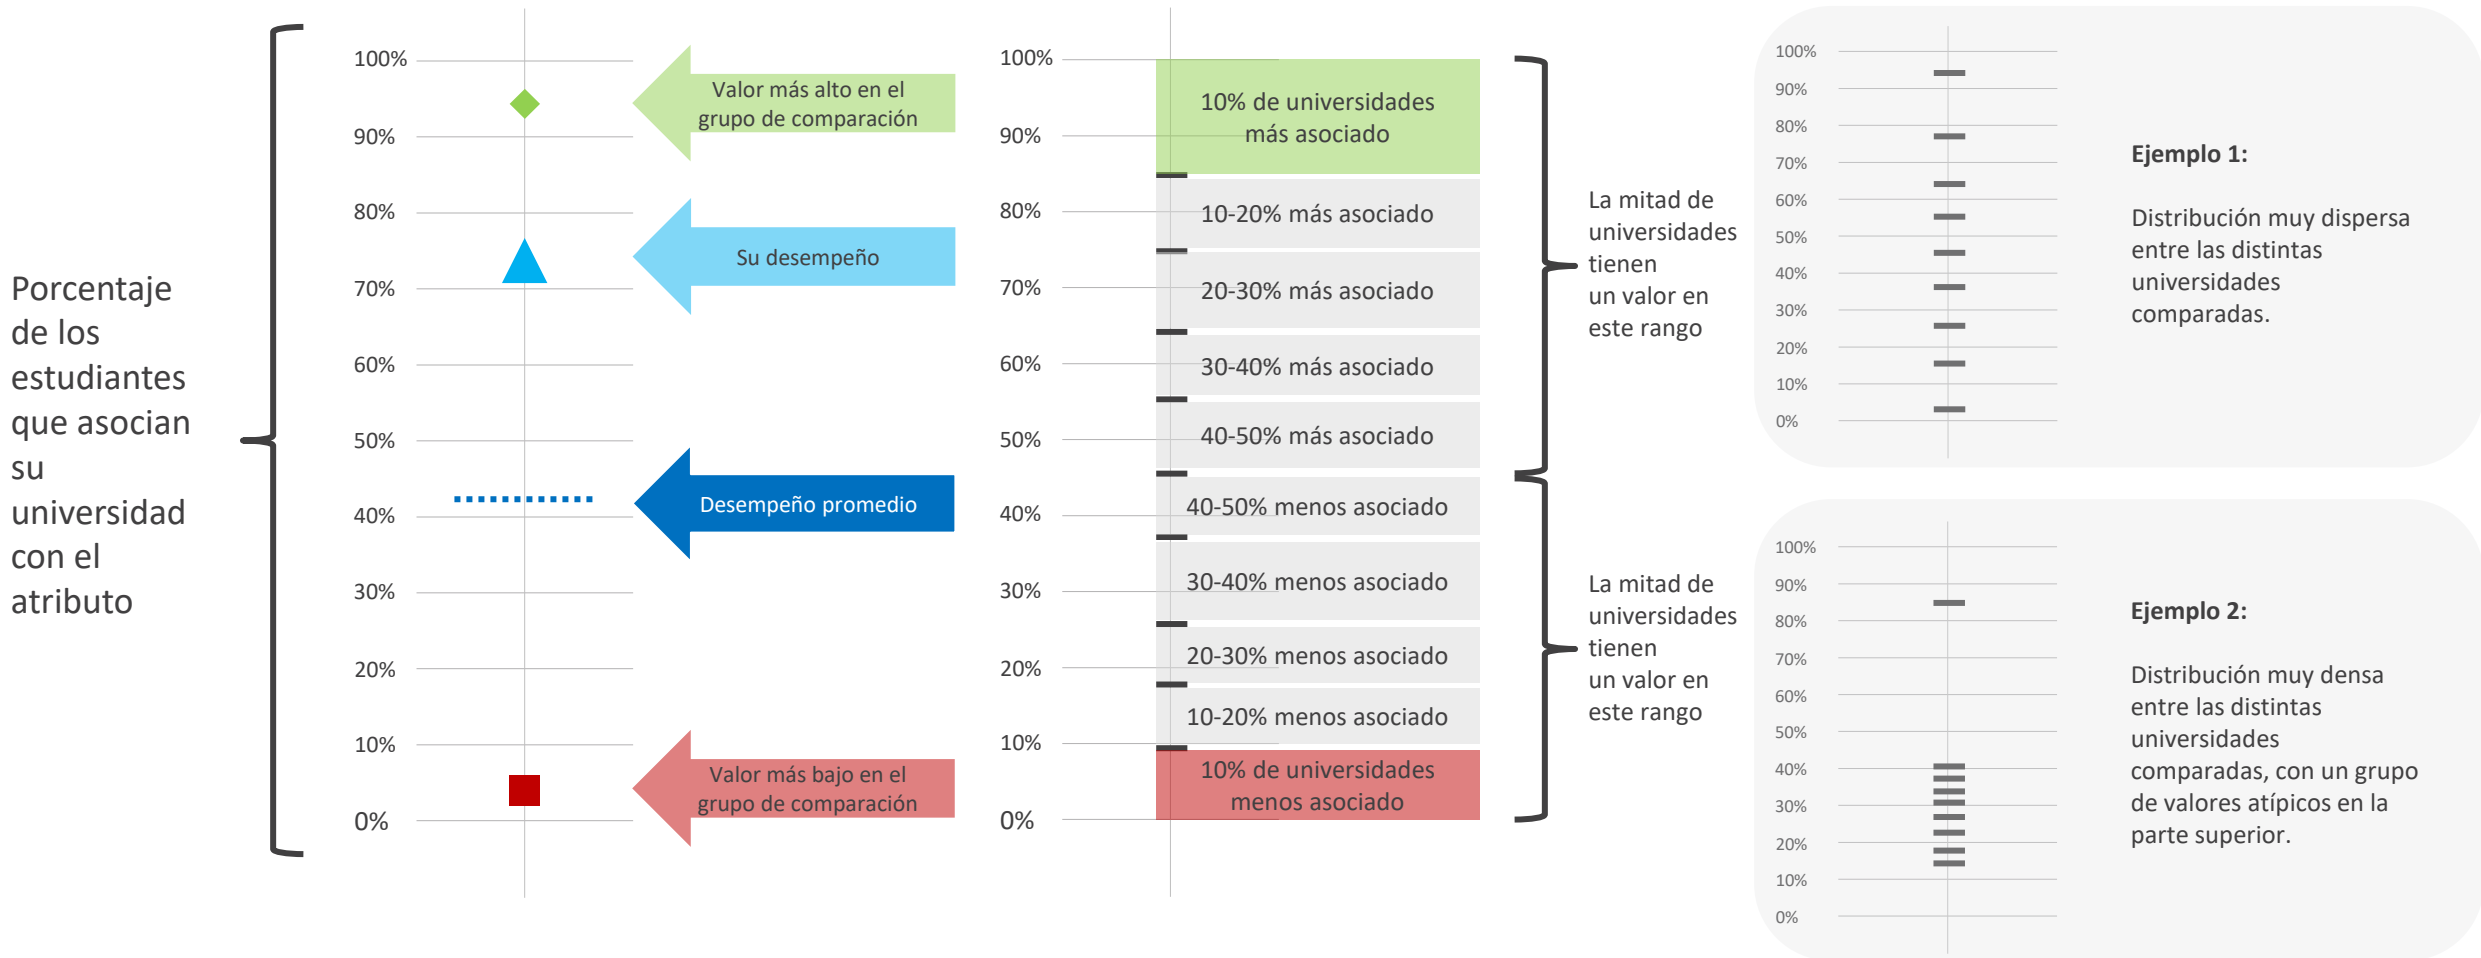 Porcentaje
de los
estudiantes
que asocian
su
universidad
con el
atributo
100%
90%
80%
70%
60%
50%
40%
30%
20%
10%
0%
Valor más alto en el
grupo de comparación
Su desempeño
Desempeño promedio
Valor más bajo en el
grupo de comparación
100%
90%
80%
70%
60%
50%
40%
30%
20%
10%
0%
10% de universidades
más asociado
10-20% más asociado
20-30% más asociado
30-40% más asociado
40-50% más asociado
40-50% menos asociado
30-40% menos asociado
20-30% menos asociado
10-20% menos asociado
10% de universidades
menos asociado
La mitad de
universidades
tienen
un valor en
este rango
La mitad de
universidades
tienen
un valor en
este rango
100%
90%
80%
70%
60%
50%
40%
30%
20%
10%
0%
Ejemplo 1:
Distribución muy dispersa
entre las distintas
universidades
comparadas.
100%
90%
80%
70%
60%
50%
40%
30%
20%
10%
0%
Ejemplo 2:
Distribución muy densa
entre las distintas
universidades
comparadas, con un grupo
de valores atípicos en la
parte superior.